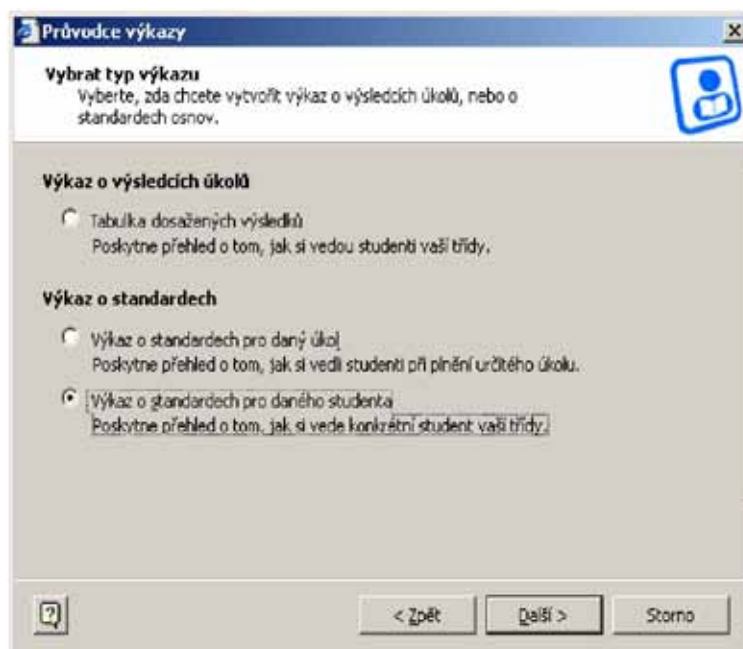 Průvodce výkazy
Vybrat typ výkazu
Vyberte, zda chcete vytvořit výkaz o výsledcích úkolů, nebo o
standardech osnov.
Výkaz o výsledcích úkolů
Tabulka dosažených výsledků
Poskytne přehled o tom, jak si vedou studenti vaší třídy.
Výkaz o standardech
Výkaz o standardech pro daný úkol
Poskytne přehled o tom, jak si vedli studenti při plnění určitého úkolu.
Výkaz o standardech pro daného studenta
Poskytne přehled o tom, jak si vede konkrétní student vaší třídy.
< Zpět
Další >
Storno